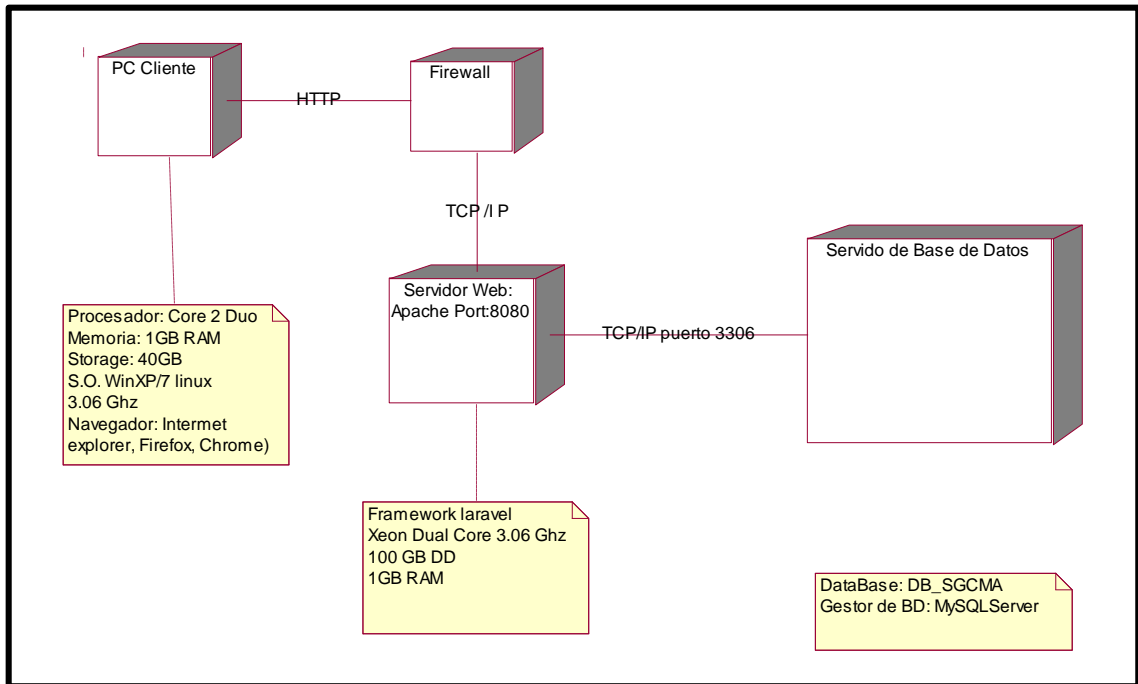 PC Cliente
Firewall
HTTP
TCP /I P
Servidor Web:
Apache Port:8080
TCP/IP puerto 3306
Servido de Base de Datos
Procesador: Core 2 Duo
Memoria: 1GB RAM
Storage: 40GB
S.O. WinXP/7 linux
3.06 Ghz
Navegador: Internet
explorer, Firefox, Chrome)
Framework laravel
Xeon Dual Core 3.06 Ghz
100 GB DD
1GB RAM
DataBase: DB_SGCMA
Gestor de BD: MySQLServer